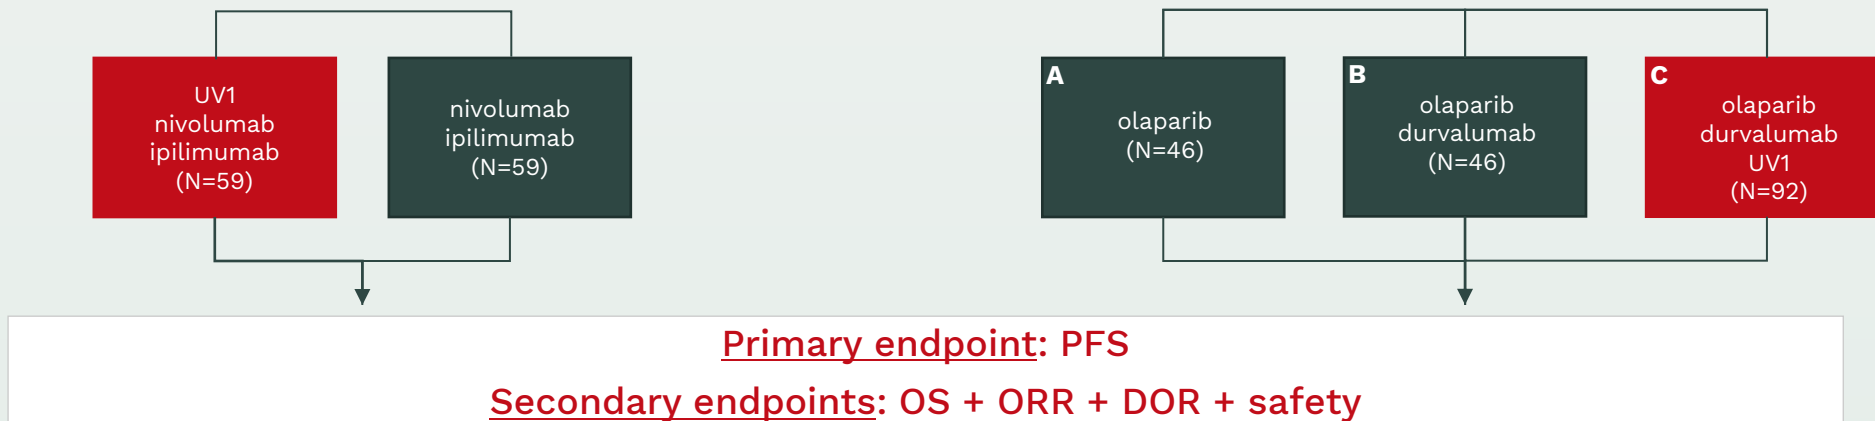 UV1
nivolumab
ipilimumab
(N=59)
nivolumab
ipilimumab
(N=59)
A
olaparib
(N=46)
B
olaparib
durvalumab
(N=46)
C
olaparib
durvalumab
UV1
(N=92)
Primary endpoint: PFS
Secondary endpoints: OS + ORR + DOR + safety